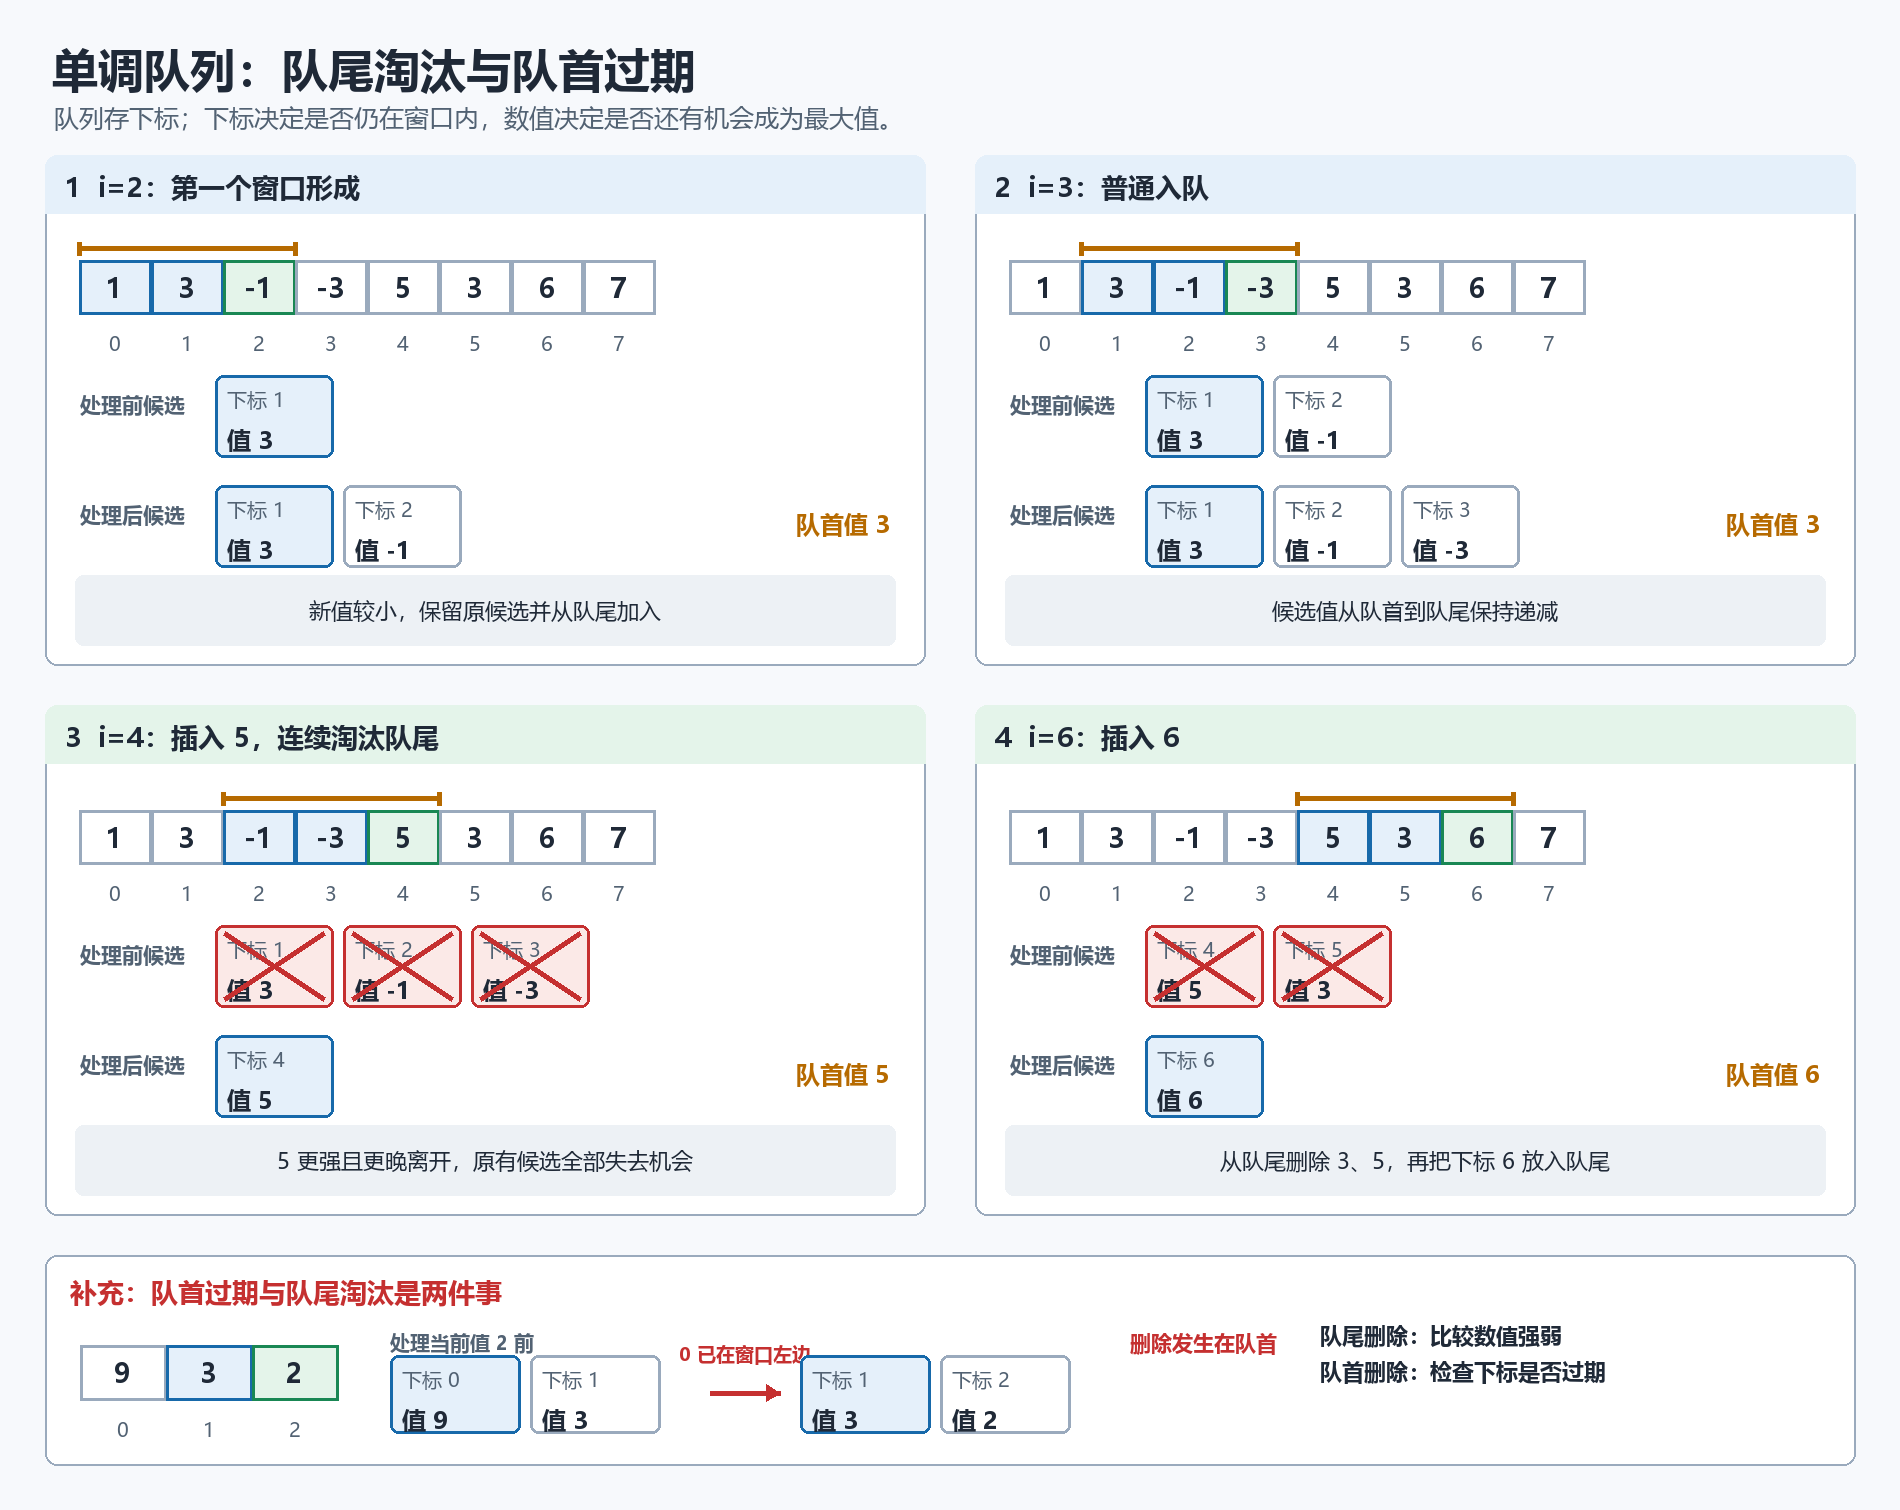 单调队列：队尾淘汰与队首过期
队列存下标；下标决定是否仍在窗口内，数值决定是否还有机会成为最大值。
1 i=2：第一个窗口形成
1 3 -1 -3 5 3 6 7
0 1 2 3 4 5 6 7
处理前候选
下标 1
值 3
处理后候选
下标 1
值 3
下标 2
值 -1
队首值 3
新值较小，保留原候选并从队尾加入
2 i=3：普通入队
1 3 -1 -3 5 3 6 7
0 1 2 3 4 5 6 7
处理前候选
下标 1
值 3
下标 2
值 -1
处理后候选
下标 1
值 3
下标 2
值 -1
下标 3
值 -3
队首值 3
候选值从队首到队尾保持递减
3 i=4：插入 5，连续淘汰队尾
1 3 -1 -3 5 3 6 7
0 1 2 3 4 5 6 7
处理前候选
下标 1
值 3
下标 2
值 -1
下标 3
值 -3
处理后候选
下标 4
值 5
队首值 5
5 更强且更晚离开，原有候选全部失去机会
4 i=6：插入 6
1 3 -1 -3 5 3 6 7
0 1 2 3 4 5 6 7
处理前候选
下标 4
值 5
下标 5
值 3
处理后候选
下标 6
值 6
队首值 6
从队尾删除 3、5，再把下标 6 放入队尾
补充：队首过期与队尾淘汰是两件事
9 3 2
0 1 2
处理当前值 2 前
下标 0
值 9
下标 1
值 3
0 已在窗口左边
下标 1
值 3
下标 2
值 2
删除发生在队首
队尾删除：比较数值强弱
队首删除：检查下标是否过期